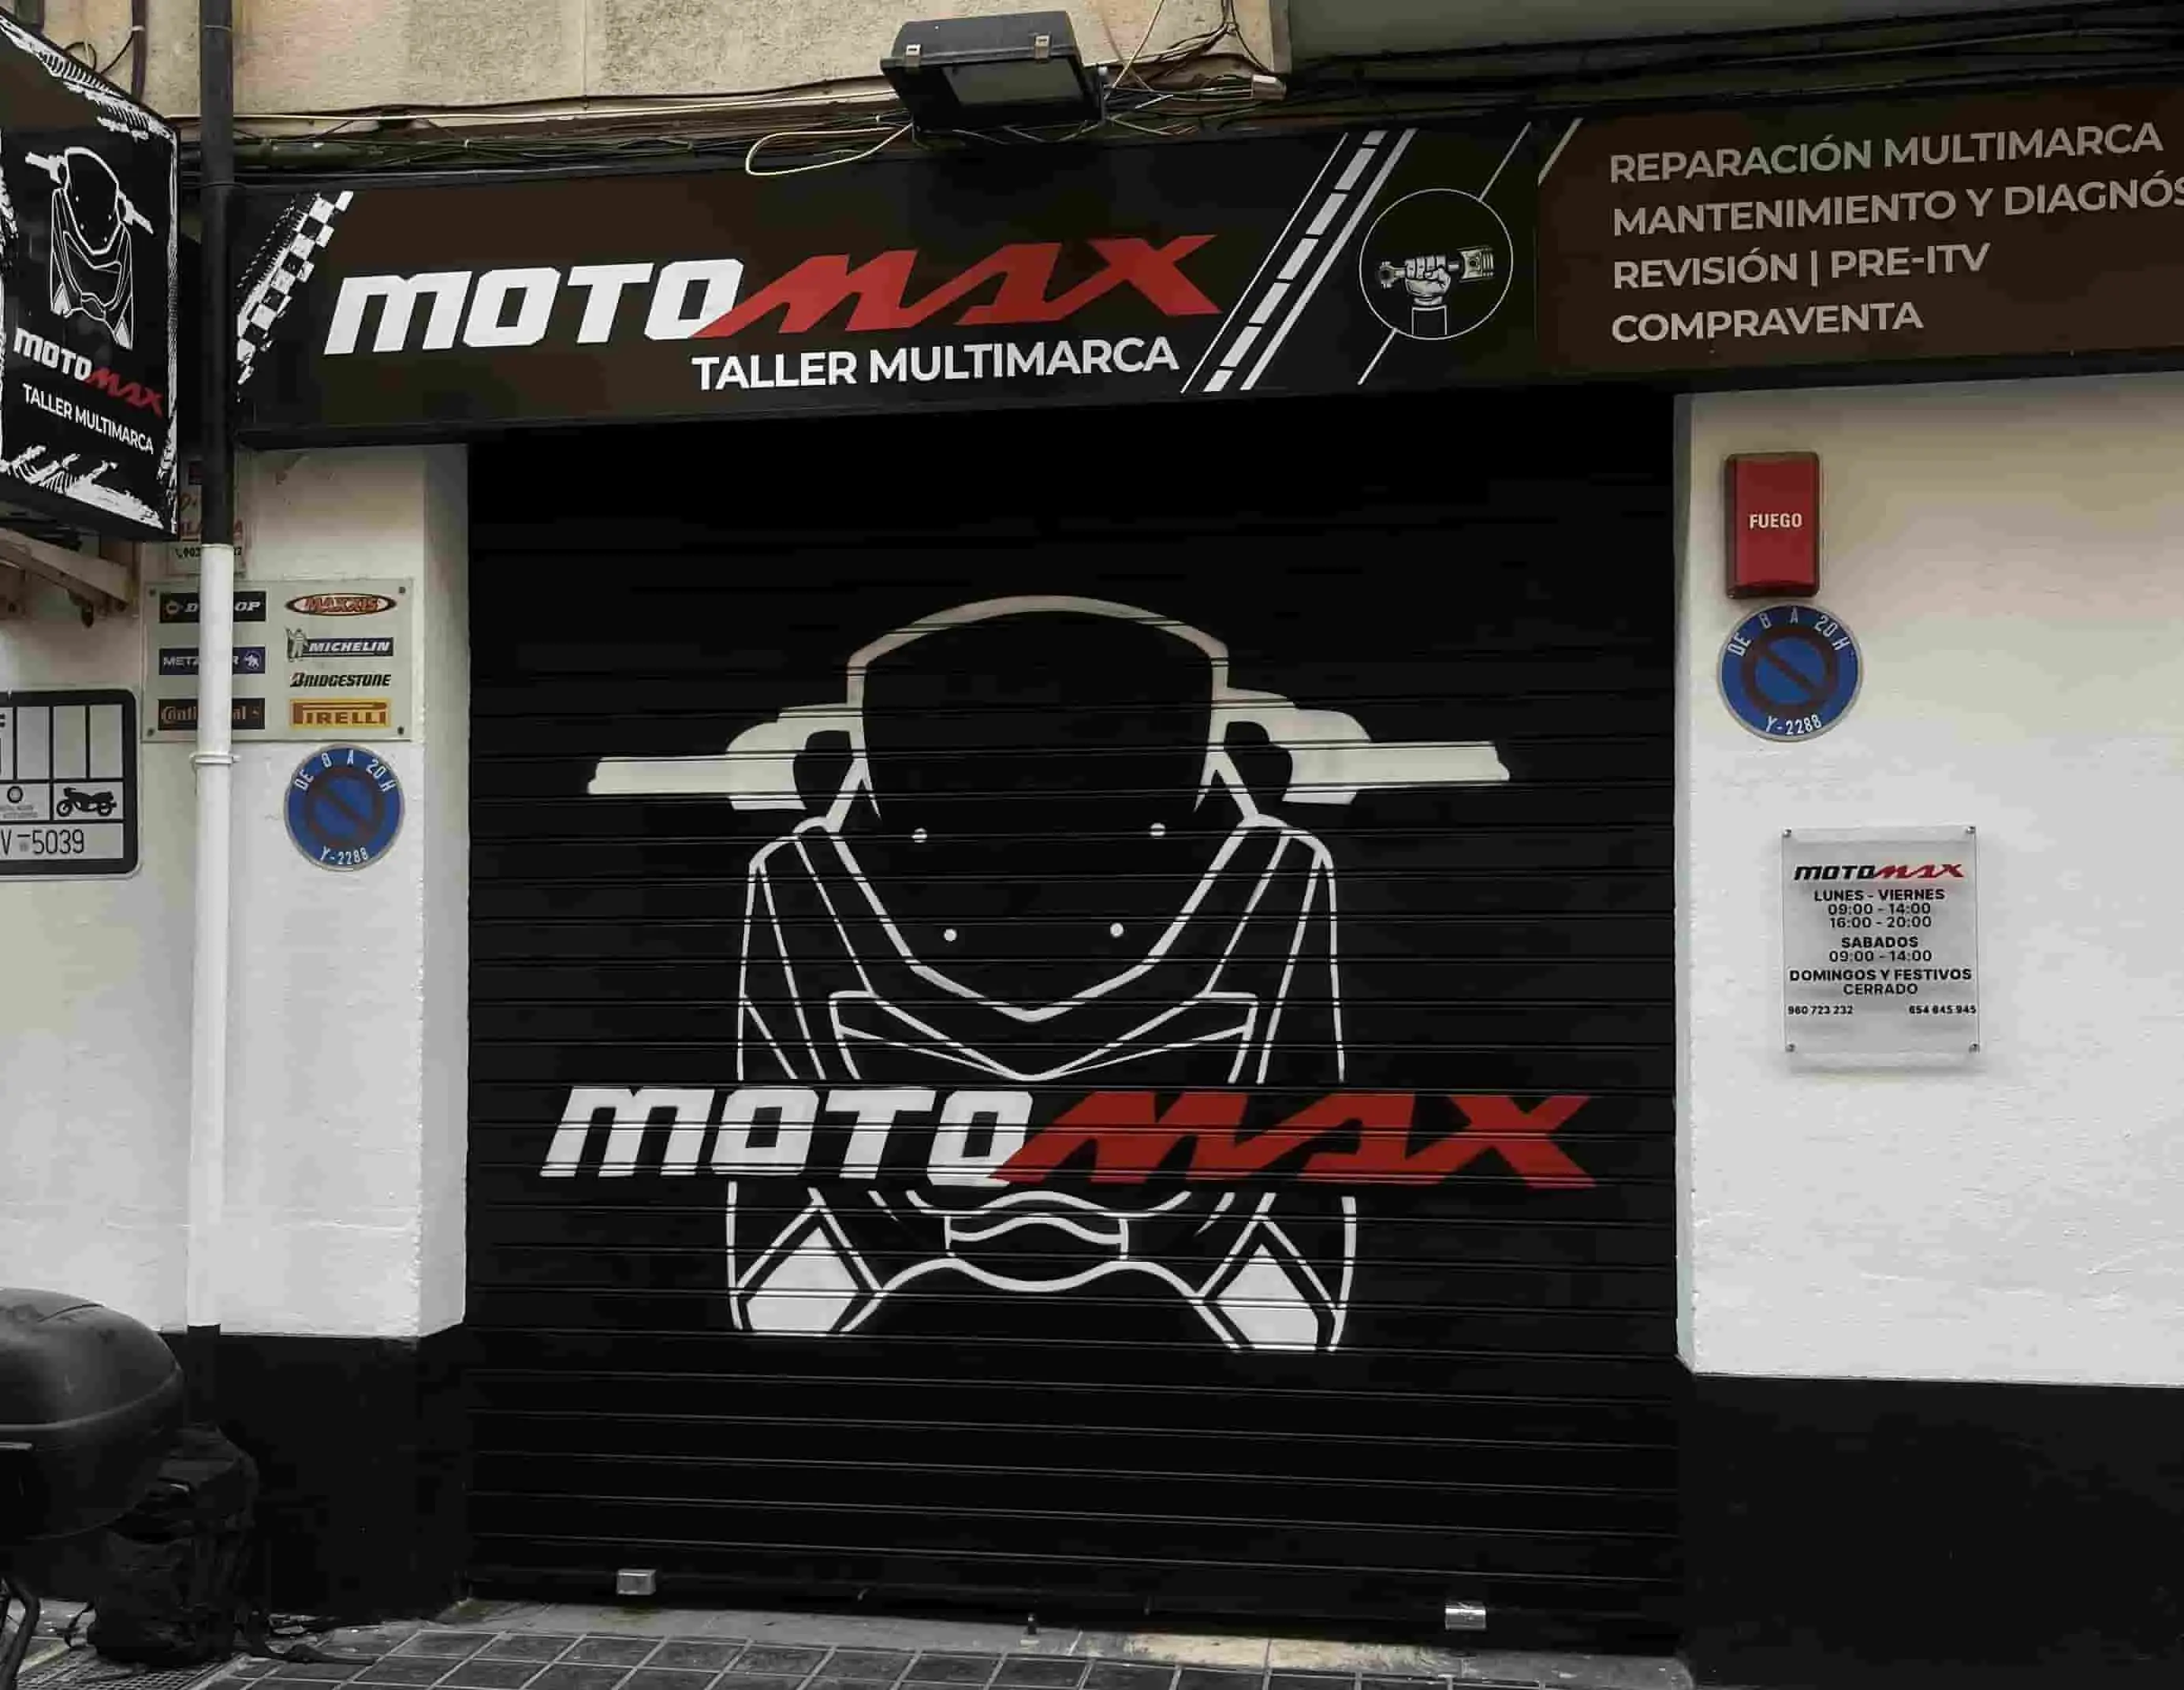 MOTOMAX
TALLER MULTIMARCA
REPARACIÓN MULTIMARCA
MANTENIMIENTO Y DIAGNÓS
REVISIÓN | PRE-ITV
COMPRAVENTA
MOTOMAX
TALLER MULTIMARCA
MAXXIS
MICHELIN
BRIDGESTONE
PIRELLI
DE 8 A 20 H
Y-2288
V-5039
FUEGO
DE 8 A 20 H
Y-2288
MOTOMAX
LUNES - VIERNES
09:00 - 14:00
16:00 - 20:00
SABADOS
09:00 - 14:00
DOMINGOS Y FESTIVOS
CERRADO
960 723 232 654 645 945
MOTOMAX